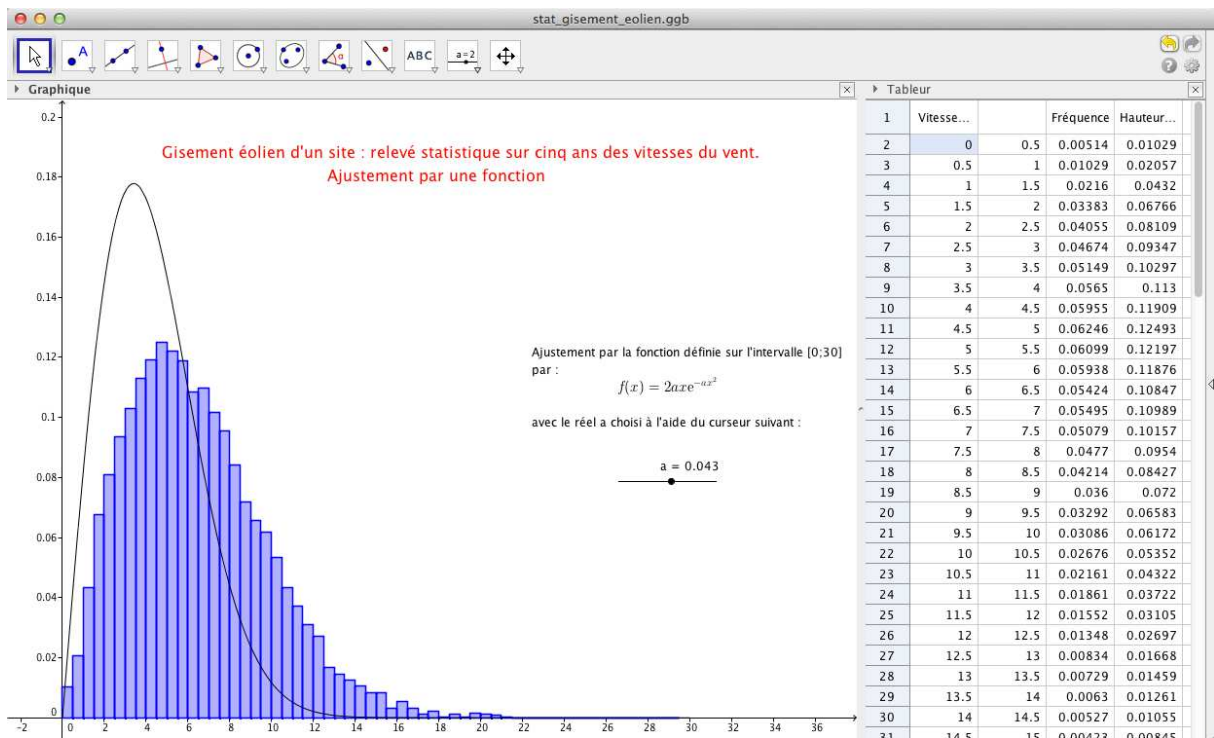 stat_gisement_eolien.ggb
A
α
ABC
a=2
Graphique
Tableur
Gisement éolien d'un site : relevé statistique sur cinq ans des vitesses du vent.
Ajustement par une fonction
Ajustement par la fonction définie sur l'intervalle [0;30]
par :
f(x) = 2axe^{-ax^2}
avec le réel a choisi à l'aide du curseur suivant :
a = 0.043
0.2
0.18
0.16
0.14
0.12
0.1
0.08
0.06
0.04
0.02
0
-2 0 2 4 6 8 10 12 14 16 18 20 22 24 26 28 30 32 34 36
1 Vitesse... Fréquence Hauteur...
2 0 0.5 0.00514 0.01029
3 0.5 1 0.01029 0.02057
4 1 1.5 0.0216 0.0432
5 1.5 2 0.03383 0.06766
6 2 2.5 0.04055 0.08109
7 2.5 3 0.04674 0.09347
8 3 3.5 0.05149 0.10297
9 3.5 4 0.0565 0.113
10 4 4.5 0.05955 0.11909
11 4.5 5 0.06246 0.12493
12 5 5.5 0.06099 0.12197
13 5.5 6 0.05938 0.11876
14 6 6.5 0.05424 0.10847
15 6.5 7 0.05495 0.10989
16 7 7.5 0.05079 0.10157
17 7.5 8 0.0477 0.0954
18 8 8.5 0.04214 0.08427
19 8.5 9 0.036 0.072
20 9 9.5 0.03292 0.06583
21 9.5 10 0.03086 0.06172
22 10 10.5 0.02676 0.05352
23 10.5 11 0.02161 0.04322
24 11 11.5 0.01861 0.03722
25 11.5 12 0.01552 0.03105
26 12 12.5 0.01348 0.02697
27 12.5 13 0.00834 0.01668
28 13 13.5 0.00729 0.01459
29 13.5 14 0.0063 0.01261
30 14 14.5 0.00527 0.01055
31 14.5 15 0.00423 0.00845